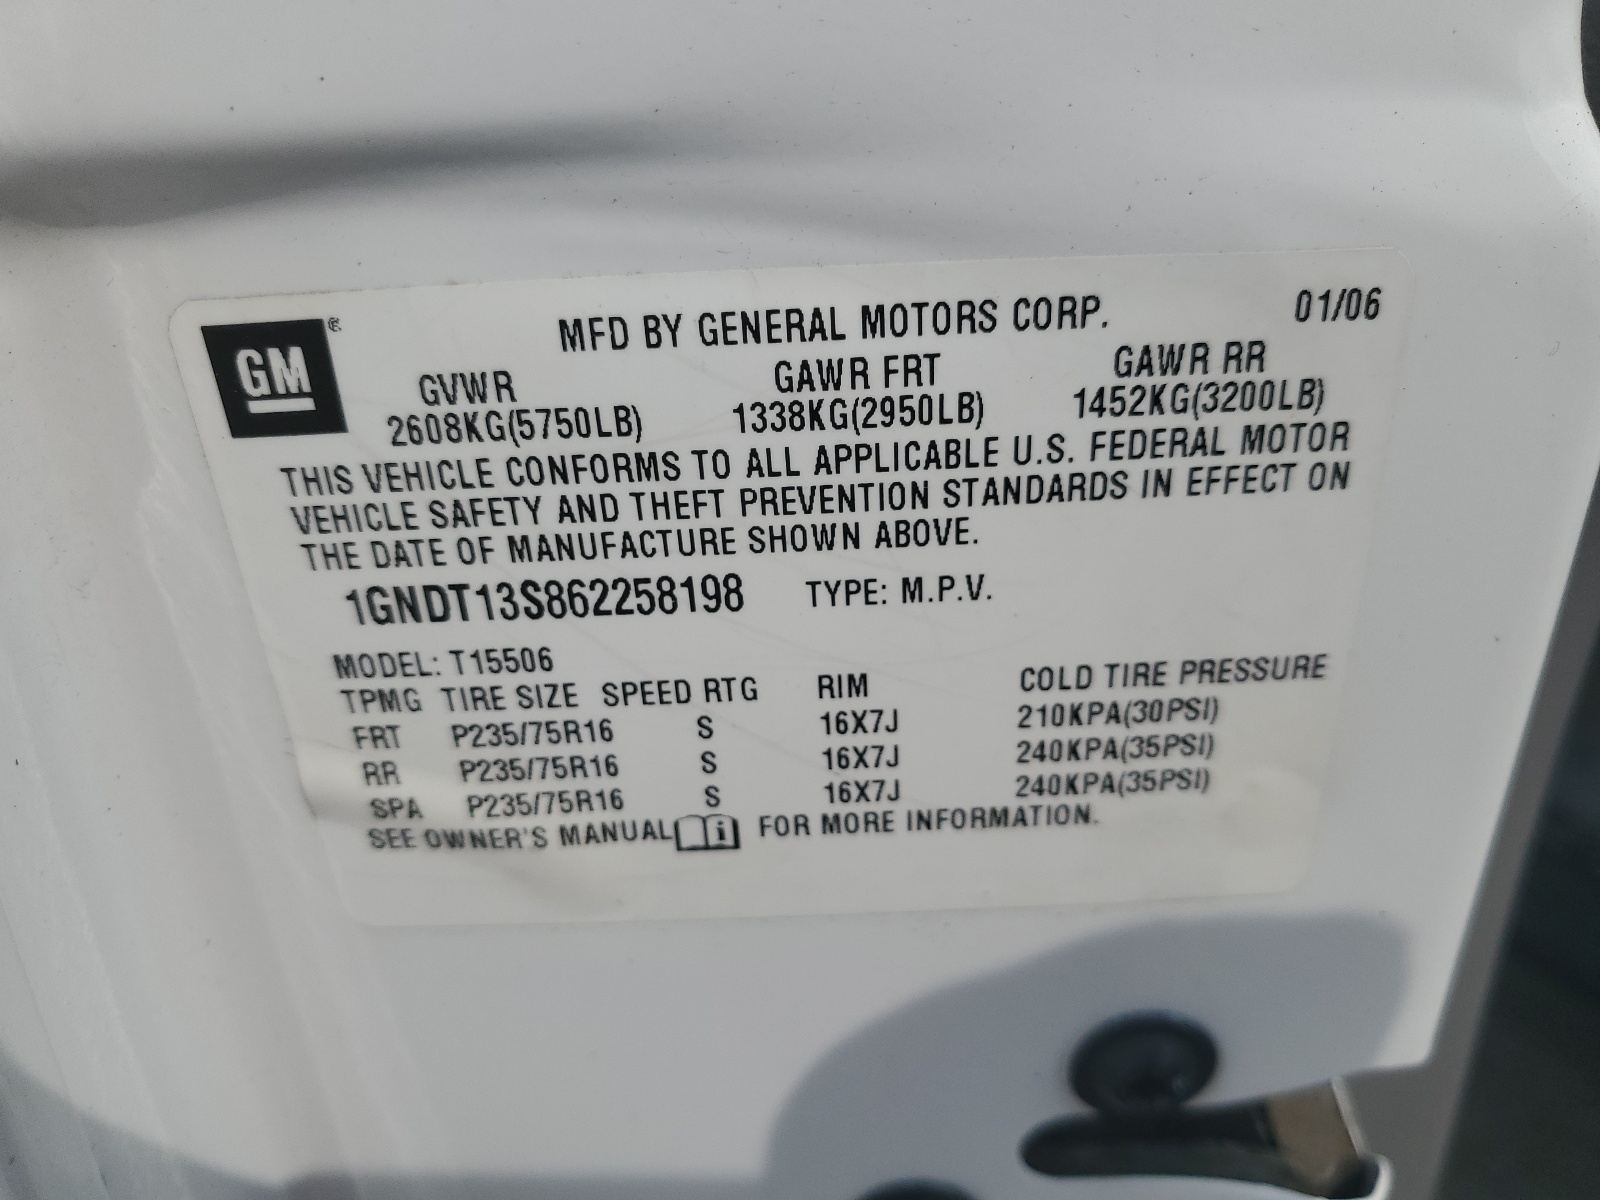 GM ®
MFD BY GENERAL MOTORS CORP. 01/06
GVWR GAWR FRT GAWR RR
2608KG(5750LB) 1338KG(2950LB) 1452KG(3200LB)
THIS VEHICLE CONFORMS TO ALL APPLICABLE U.S. FEDERAL MOTOR
VEHICLE SAFETY AND THEFT PREVENTION STANDARDS IN EFFECT ON
THE DATE OF MANUFACTURE SHOWN ABOVE.
1GNDT13S862258198 TYPE: M.P.V.
MODEL: T15506
TPMG TIRE SIZE SPEED RTG RIM COLD TIRE PRESSURE
FRT P235/75R16 S 16X7J 210KPA(30PSI)
RR P235/75R16 S 16X7J 240KPA(35PSI)
SPA P235/75R16 S 16X7J 240KPA(35PSI)
SEE OWNER'S MANUAL i FOR MORE INFORMATION.